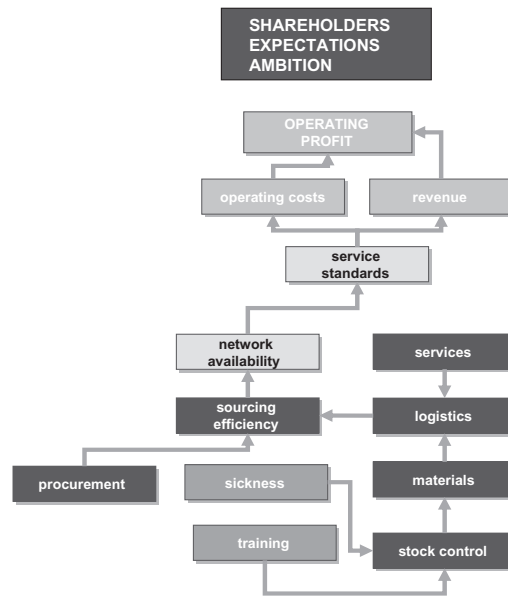 SHAREHOLDERS
EXPECTATIONS
AMBITION
OPERATING
PROFIT
operating costs
revenue
service
standards
network
availability
services
sourcing
efficiency
logistics
procurement
sickness
materials
training
stock control